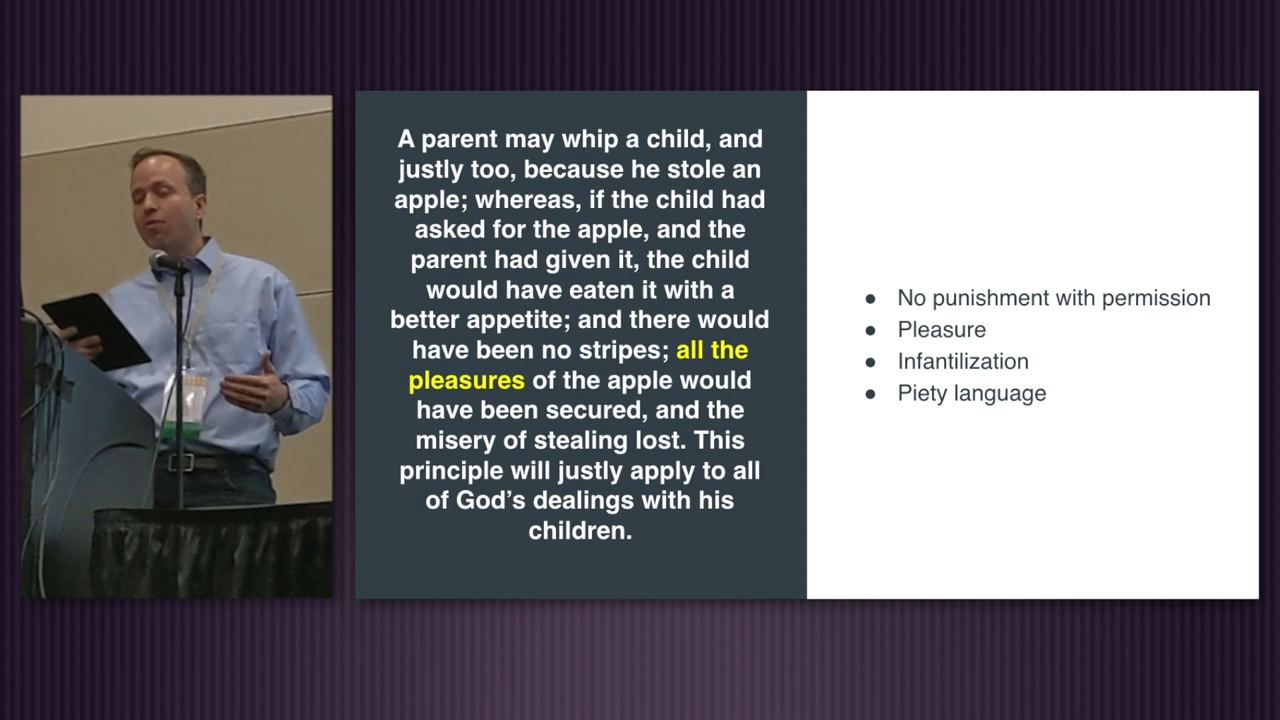 A parent may whip a child, and
justly too, because he stole an
apple; whereas, if the child had
asked for the apple, and the
parent had given it, the child
would have eaten it with a
better appetite; and there would
have been no stripes; all the
pleasures of the apple would
have been secured, and the
misery of stealing lost. This
principle will justly apply to all
of God’s dealings with his
children.
● No punishment with permission
● Pleasure
● Infantilization
● Piety language